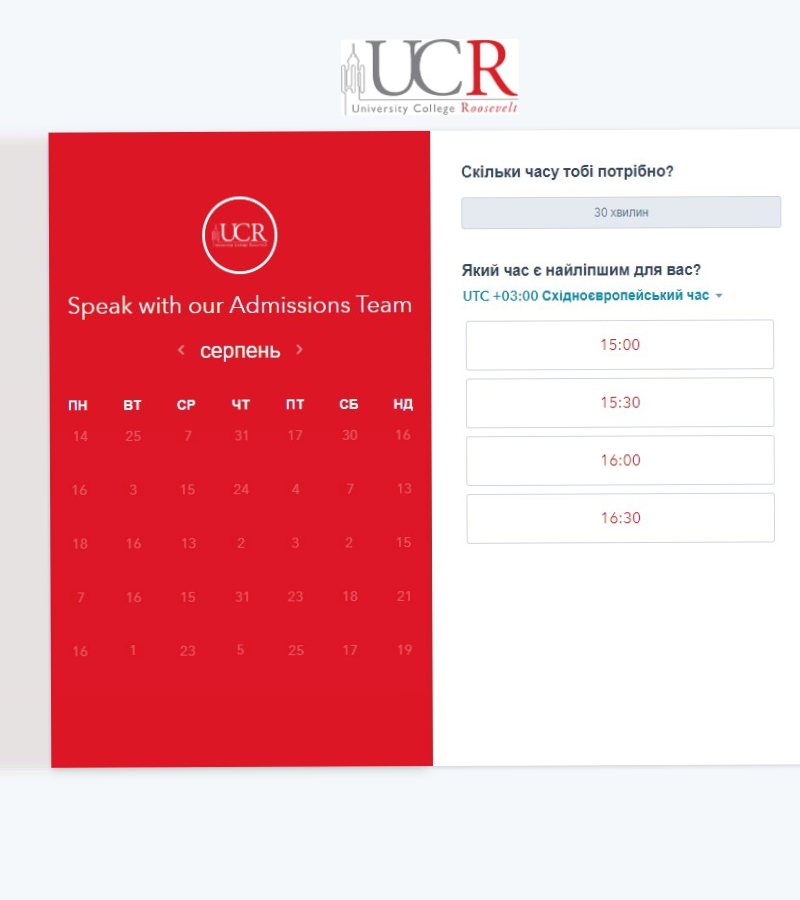 UCR
University College Roosevelt
UCR
University College Roosevelt
Speak with our Admissions Team
серпень
ПН ВТ СР ЧТ ПТ СБ НД
14 25 7 31 17 30 16
16 3 15 24 4 7 13
18 16 13 2 3 2 15
7 16 15 31 23 18 21
16 1 23 5 25 17 19
Скільки часу тобі потрібно?
30 хвилин
Який час є найліпшим для вас?
UTC +03:00 Східноєвропейський час
15:00
15:30
16:00
16:30